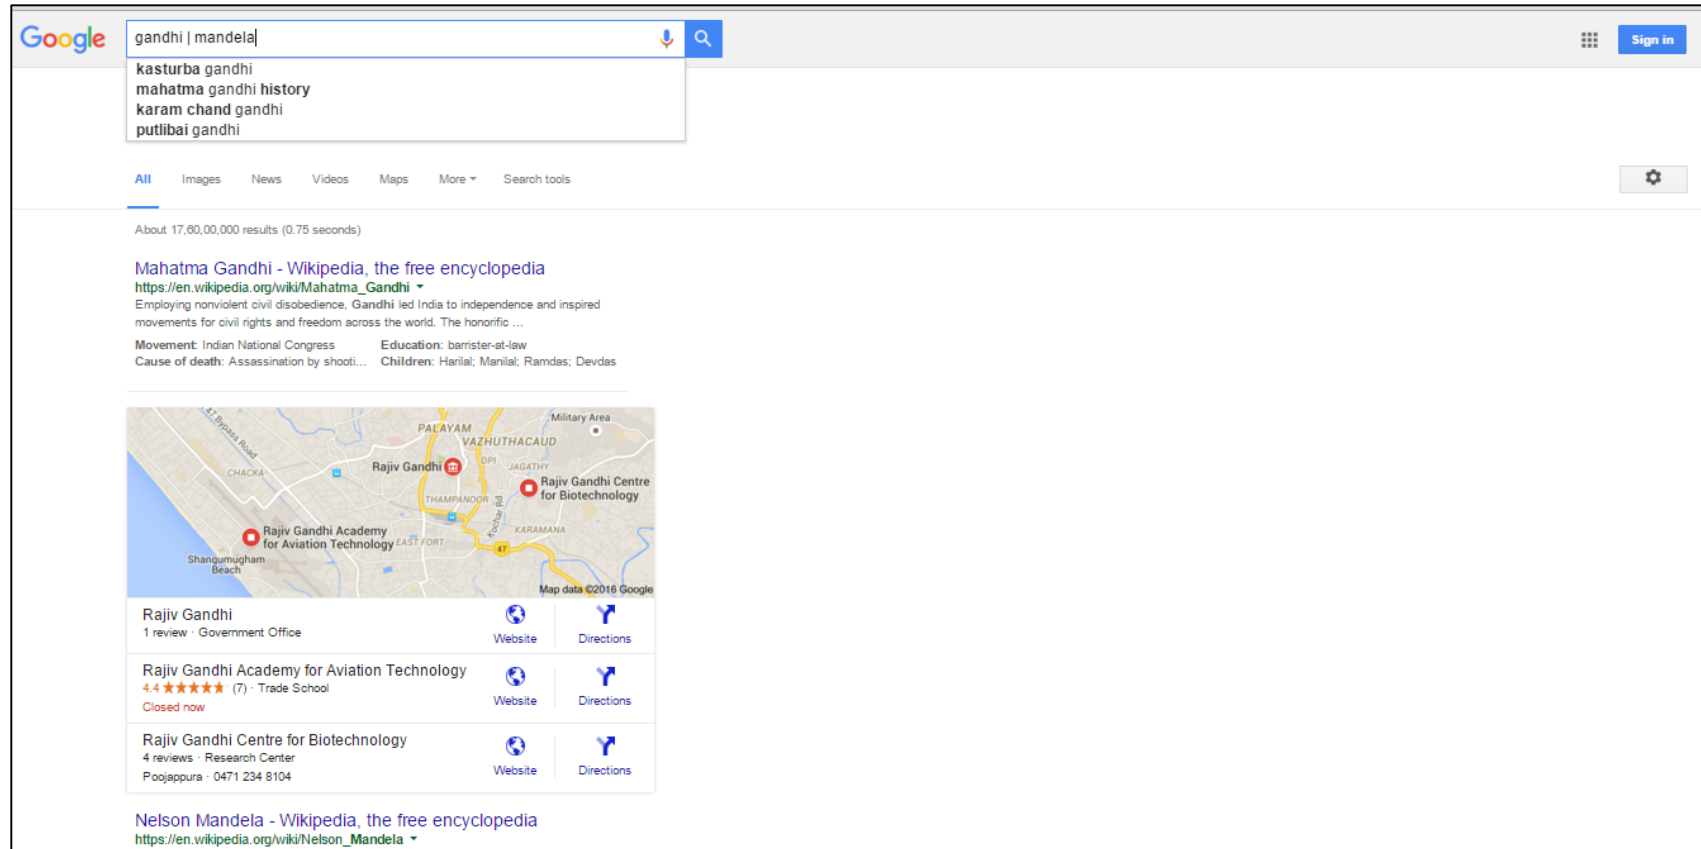 Google
gandhi | mandela
Sign in
kasturba gandhi
mahatma gandhi history
karam chand gandhi
putlibai gandhi
All Images News Videos Maps More Search tools
About 17,60,00,000 results (0.75 seconds)
Mahatma Gandhi - Wikipedia, the free encyclopedia
https://en.wikipedia.org/wiki/Mahatma_Gandhi
Employing nonviolent civil disobedience, Gandhi led India to independence and inspired
movements for civil rights and freedom across the world. The honorific ...
Movement: Indian National Congress Education: barrister-at-law
Cause of death: Assassination by shooti... Children: Harilal; Manilal; Ramdas; Devdas
47 Bypass Road
Military Area
PALAYAM
VAZHUTHACAUD
CHACKA
Rajiv Gandhi
DPI
JAGATHY
Rajiv Gandhi Centre
for Biotechnology
THAMPANOOR
Kochar Rd
Rajiv Gandhi Academy
for Aviation Technology
EAST FORT
KARAMANA
47
Shangumugham
Beach
Map data ©2016 Google
Rajiv Gandhi
1 review · Government Office
Website Directions
Rajiv Gandhi Academy for Aviation Technology
4.4 (7) · Trade School
Closed now
Website Directions
Rajiv Gandhi Centre for Biotechnology
4 reviews · Research Center
Poojappura · 0471 234 8104
Website Directions
Nelson Mandela - Wikipedia, the free encyclopedia
https://en.wikipedia.org/wiki/Nelson_Mandela